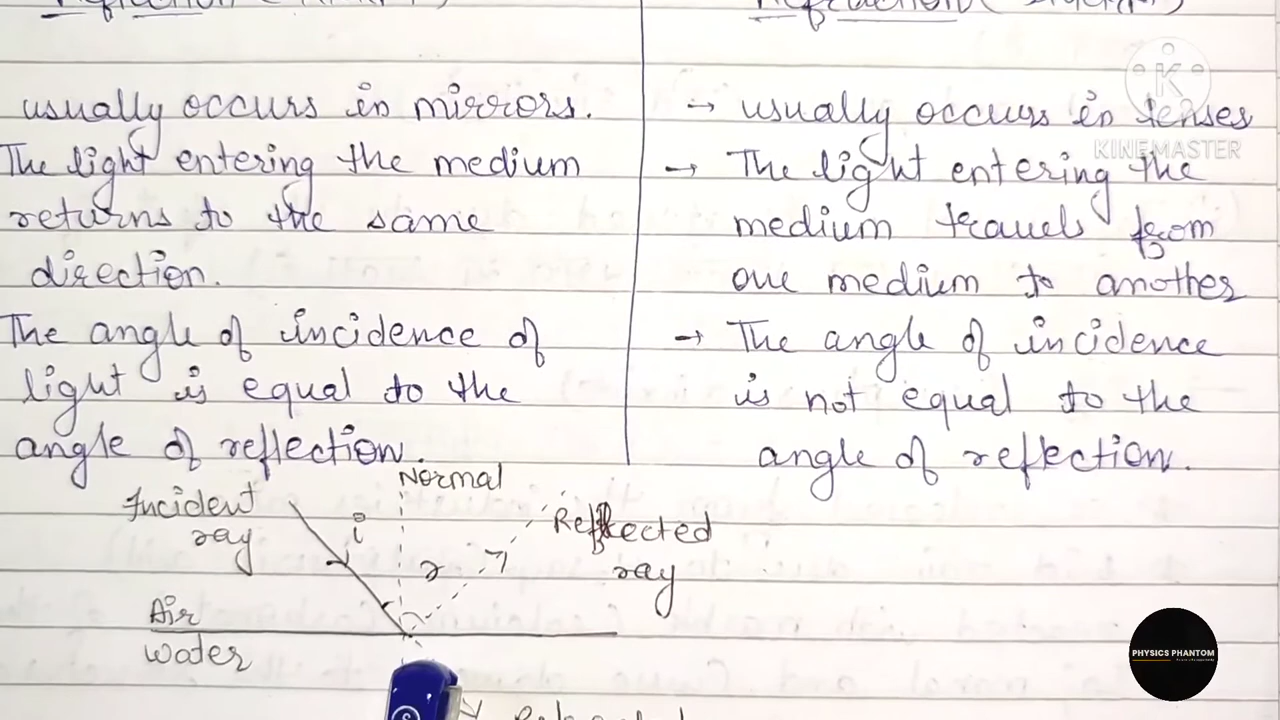 usually occurs in mirrors.
The light entering the medium
returns to the same
direction.
The angle of incidence of
light is equal to the
angle of reflection.
→ usually occurs in lenses
→ The light entering the
medium travels from
one medium to another
→ The angle of incidence
is not equal to the
angle of reflection.
Normal
Incident
ray
i
r
Reflected
ray
Air
water
K
KINEMASTER
PHYSICS PHANTOM